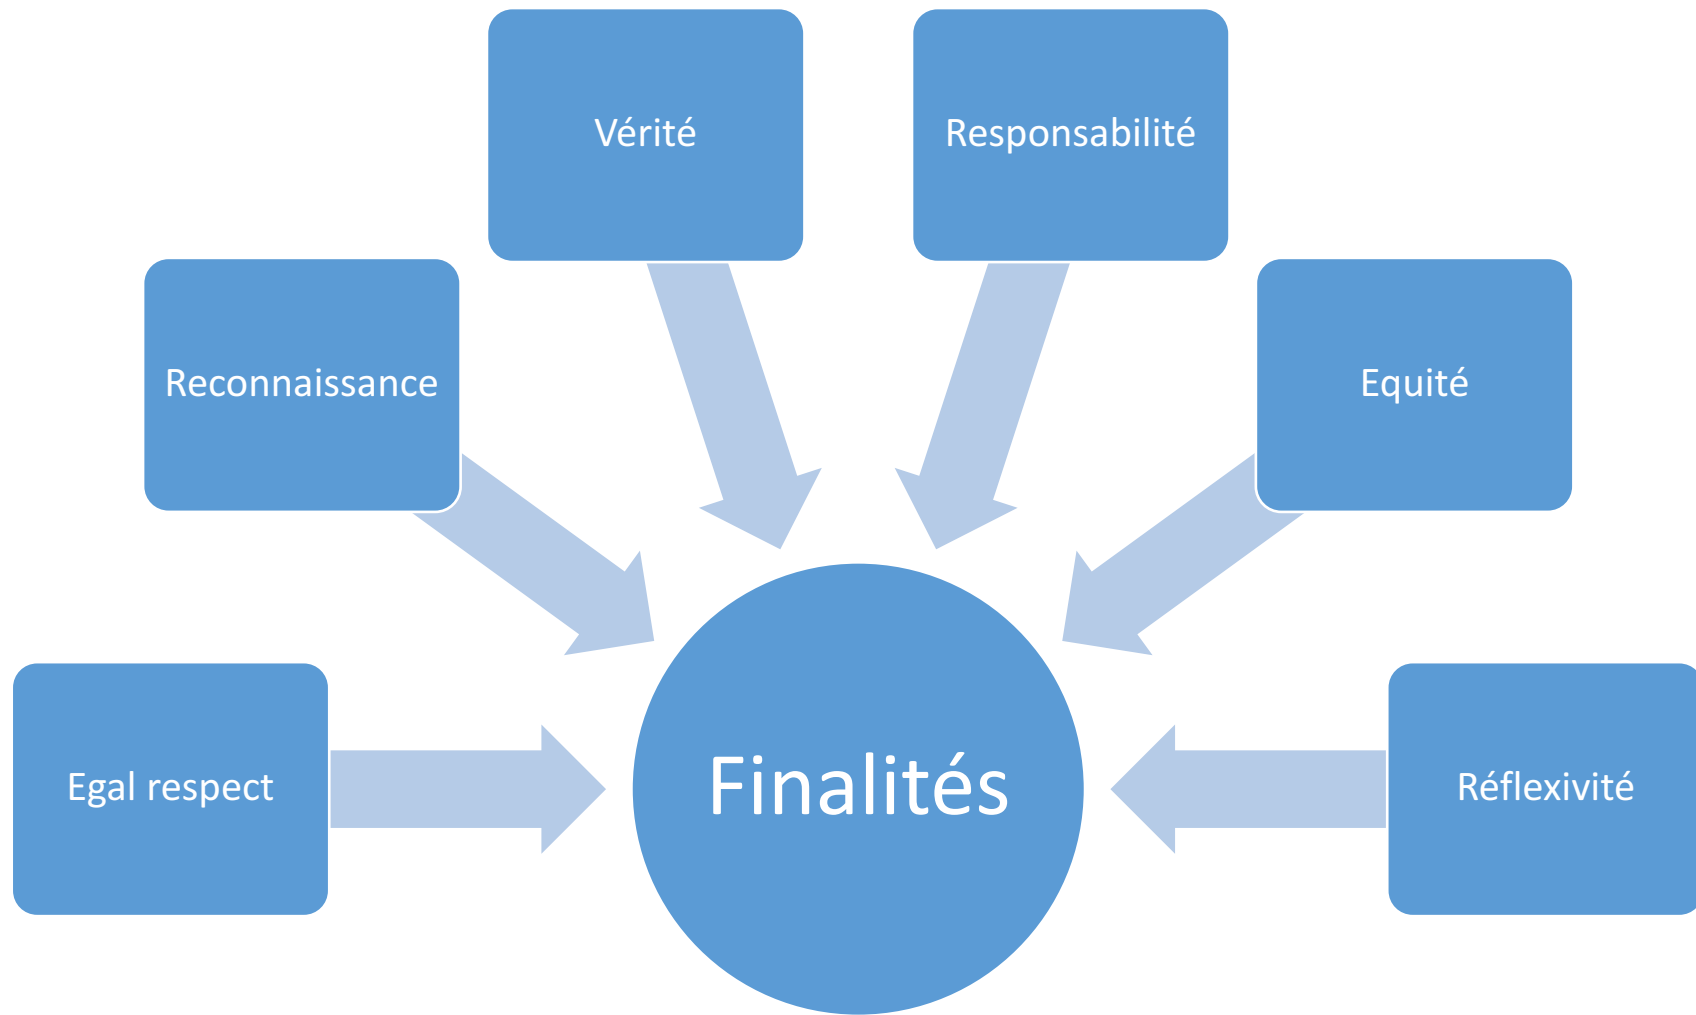 Vérité
Responsabilité
Reconnaissance
Equité
Egal respect
Finalités
Réflexivité